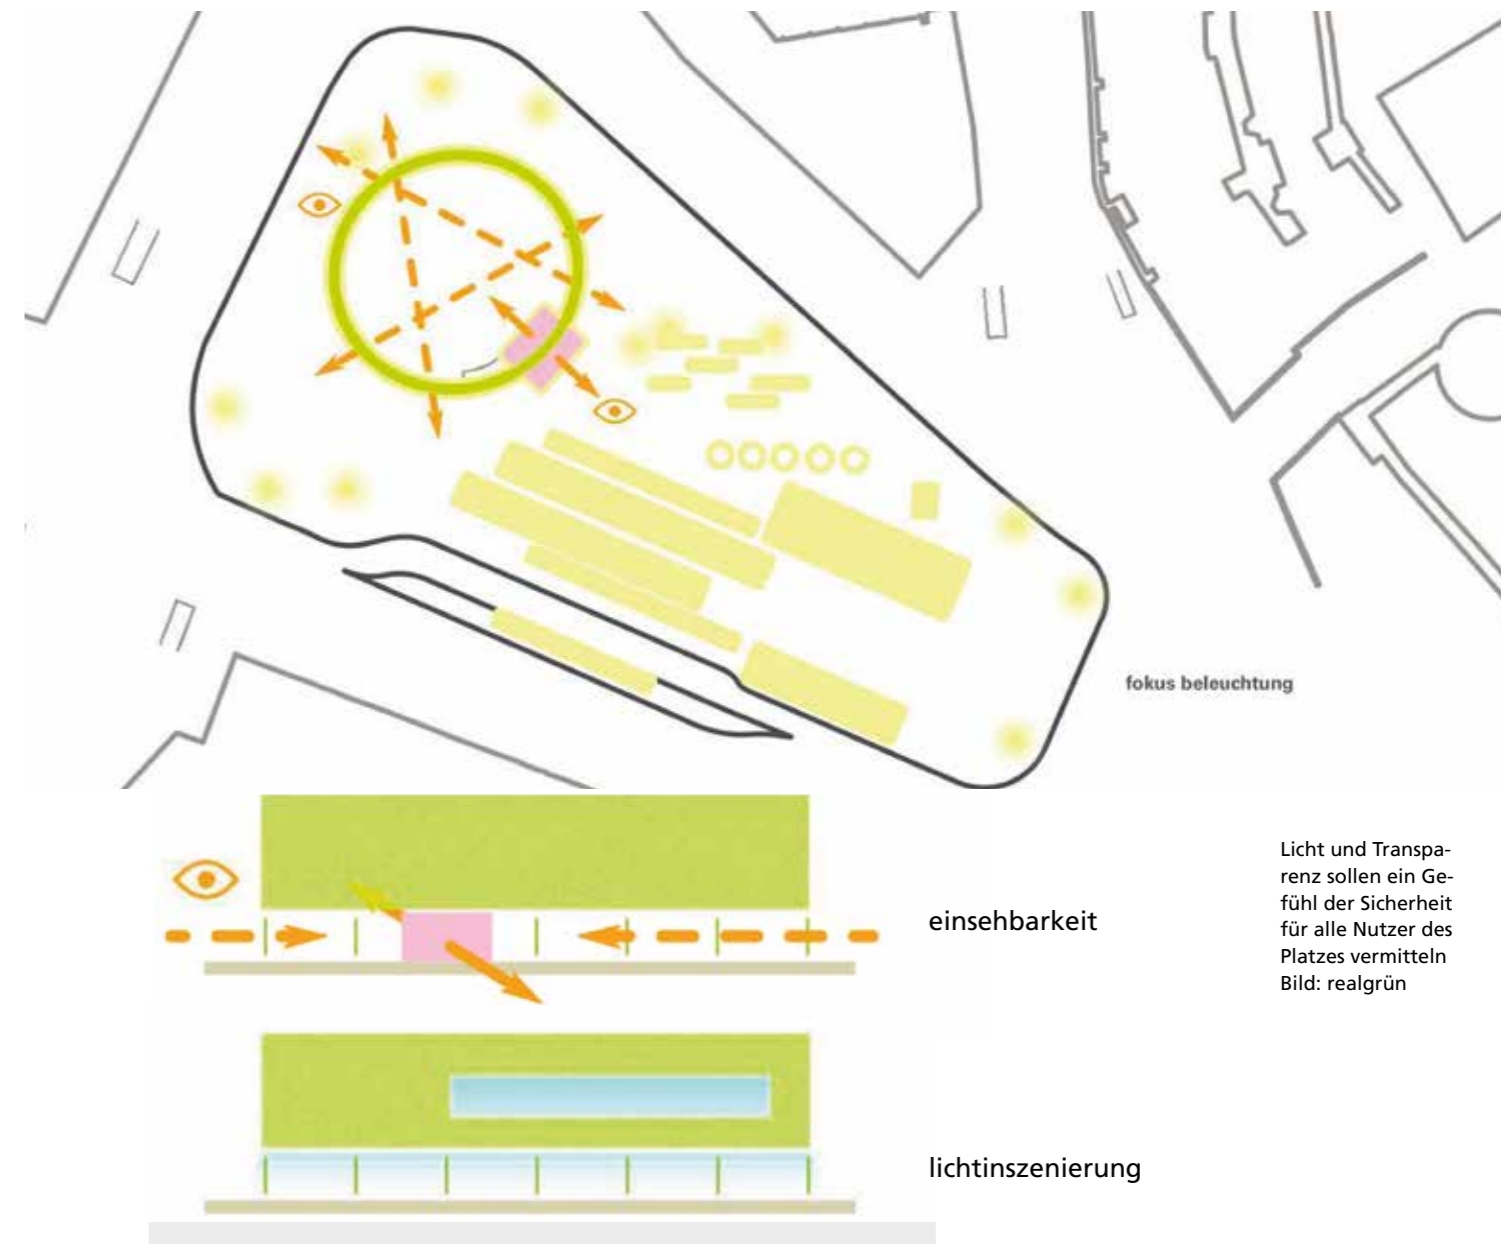 fokus beleuchtung
einsehbarkeit
Licht und Transpa-
renz sollen ein Ge-
fühl der Sicherheit
für alle Nutzer des
Platzes vermitteln
Bild: realgrün
lichtinszenierung